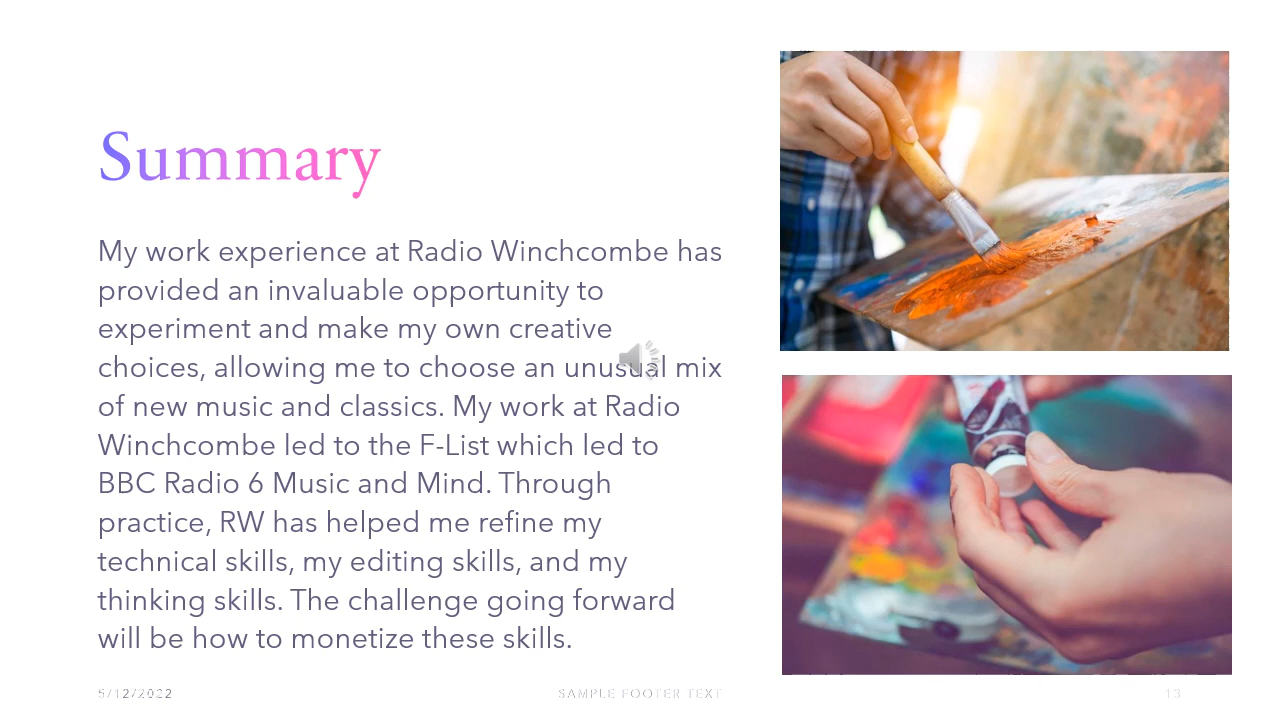 Summary
My work experience at Radio Winchcombe has
provided an invaluable opportunity to
experiment and make my own creative
choices, allowing me to choose an unusual mix
of new music and classics. My work at Radio
Winchcombe led to the F-List which led to
BBC Radio 6 Music and Mind. Through
practice, RW has helped me refine my
technical skills, my editing skills, and my
thinking skills. The challenge going forward
will be how to monetize these skills.
5/12/2022 SAMPLE FOOTER TEXT 13